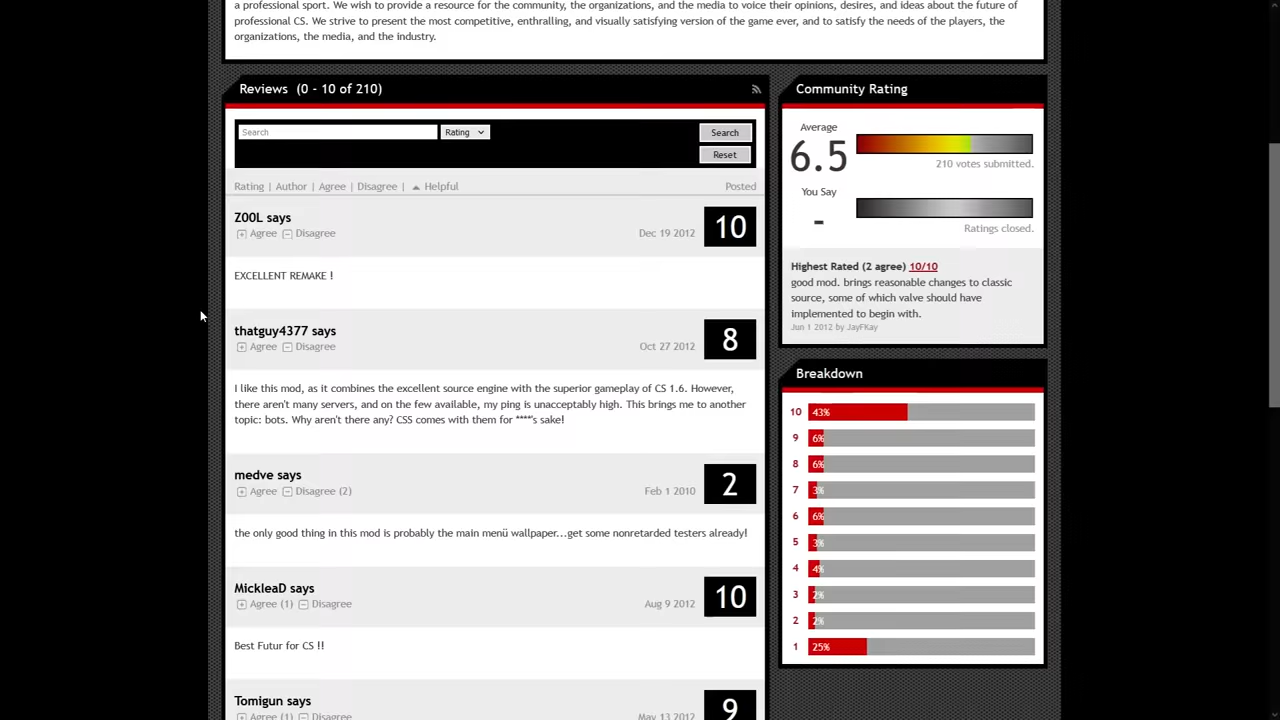 a professional sport. We wish to provide a resource for the community, the organizations, and the media to voice their opinions, desires, and ideas about the future of
professional CS. We strive to present the most competitive, enthralling, and visually satisfying version of the game ever, and to satisfy the needs of the players, the
organizations, the media, and the industry.
Reviews (0 - 10 of 210)
Search
Rating
Search
Reset
Rating | Author | Agree | Disagree | Helpful
Posted
Z00L says
Agree Disagree
Dec 19 2012
10
EXCELLENT REMAKE !
thatguy4377 says
Agree Disagree
Oct 27 2012
8
I like this mod, as it combines the excellent source engine with the superior gameplay of CS 1.6. However,
there aren't many servers, and on the few available, my ping is unacceptably high. This brings me to another
topic: bots. Why aren't there any? CSS comes with them for ****'s sake!
medve says
Agree Disagree (2)
Feb 1 2010
2
the only good thing in this mod is probably the main menü wallpaper...get some nonretarded testers already!
MickleaD says
Agree (1) Disagree
Aug 9 2012
10
Best Futur for CS !!
Tomigun says
Agree (1) Disagree
May 13 2012
9
Community Rating
Average
6.5
210 votes submitted.
You Say
-
Ratings closed.
Highest Rated (2 agree) 10/10
good mod. brings reasonable changes to classic
source, some of which valve should have
implemented to begin with.
Jun 1 2012 by JayFKay
Breakdown
10 43%
9 6%
8 6%
7 3%
6 6%
5 3%
4 4%
3 2%
2 2%
1 25%